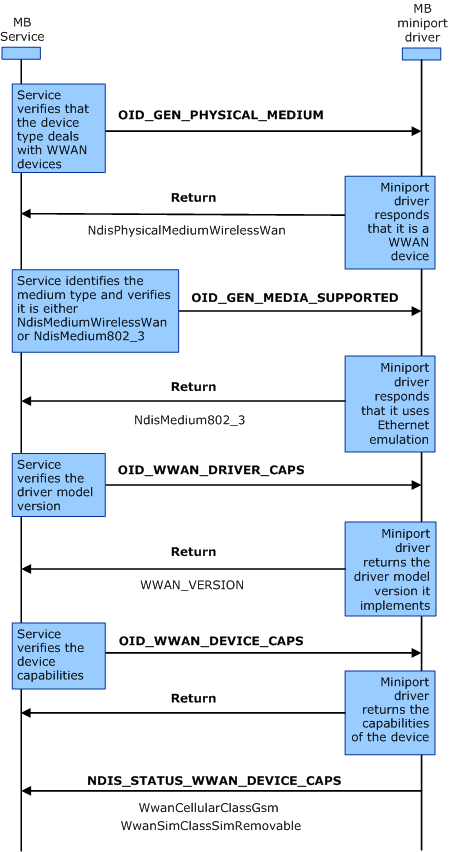 MB
Service
MB
miniport
driver
Service
verifies that
the device
type deals
with WWAN
devices
OID_GEN_PHYSICAL_MEDIUM
Miniport
driver
responds
that it is a
WWAN
device
Return
NdisPhysicalMediumWirelessWan
Service identifies the
medium type and verifies
it is either
NdisMediumWirelessWan
or NdisMedium802_3
OID_GEN_MEDIA_SUPPORTED
Miniport
driver
responds
that it uses
Ethernet
emulation
Return
NdisMedium802_3
Service
verifies the
driver model
version
OID_WWAN_DRIVER_CAPS
Miniport
driver
returns the
driver model
version it
implements
Return
WWAN_VERSION
Service
verifies the
device
capabilities
OID_WWAN_DEVICE_CAPS
Miniport
driver
returns the
capabilities
of the device
Return
NDIS_STATUS_WWAN_DEVICE_CAPS
WwanCellularClassGsm
WwanSimClassSimRemovable